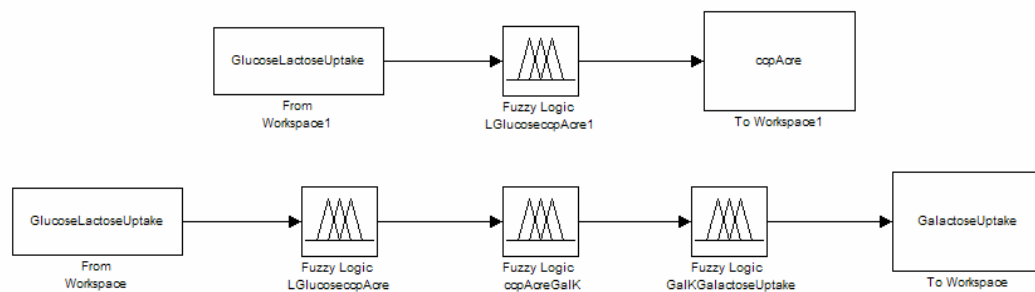 GlucoseLactoseUptake
ccpAcre
From
Workspace1
Fuzzy Logic
LGlucoseccpAcre1
To Workspace1
GlucoseLactoseUptake
GalactoseUptake
From
Workspace
Fuzzy Logic
LGlucoseccpAcre
Fuzzy Logic
ccpAcreGalK
Fuzzy Logic
GalKGalactoseUptake
To Workspace